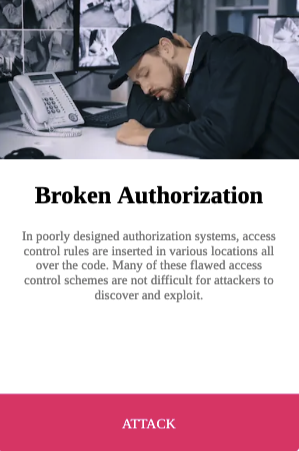 Broken Authorization
In poorly designed authorization systems, access
control rules are inserted in various locations all
over the code. Many of these flawed access
control schemes are not difficult for attackers to
discover and exploit.
ATTACK